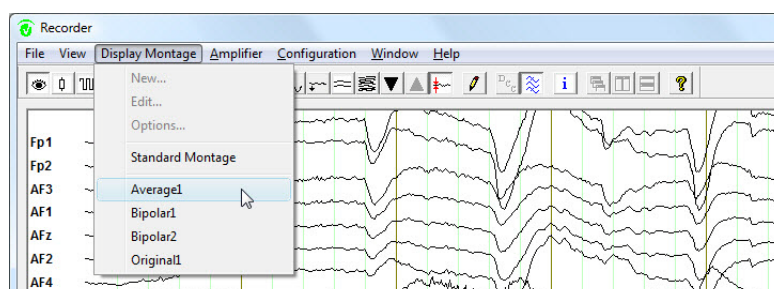 Recorder
File View Display Montage Amplifier Configuration Window Help
New...
Edit...
Options...
Standard Montage
Average1
Bipolar1
Bipolar2
Original1
Fp1
Fp2
AF3
AF1
AFz
AF2
AF4
DCC
i
?